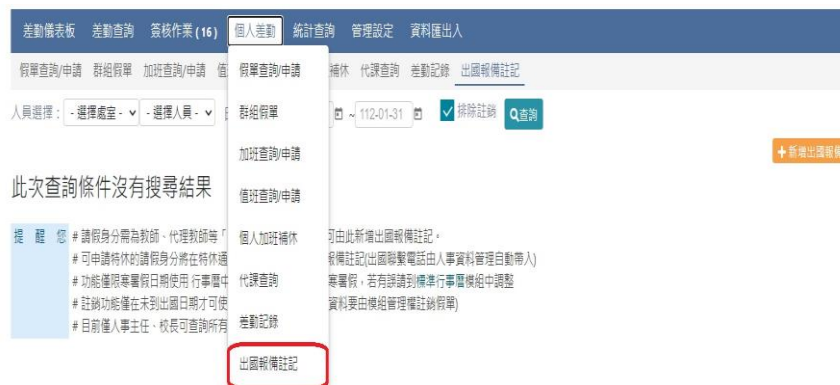 差勤儀表板 差勤查詢 簽核作業(16) 個人差勤 統計查詢 管理設定 資料匯出入
假單查詢/申請 群組假單 加班查詢/申請 值 補休 代課查詢 差勤記錄 出國報備註記
人員選擇： - 選擇處室 - - 選擇人員 - ~ 112-01-31 排除註銷 查詢
+新增出國報備
此次查詢條件沒有搜尋結果
提 醒 您 # 請假身分需為教師、代理教師等「 可由此新增出國報備註記。
# 可申請特休的請假身分將在特休通 報備註記(出國聯繫電話由人事資料管理自動帶入)
# 功能僅限寒暑假日期使用 行事曆中 寒暑假，若有誤請到標準行事曆模組中調整
# 註銷功能僅在未到出國日期才可使 資料要由模組管理權註銷假單)
# 目前僅人事主任、校長可查詢所有
假單查詢/申請
群組假單
加班查詢/申請
值班查詢/申請
個人加班補休
代課查詢
差勤記錄
出國報備註記